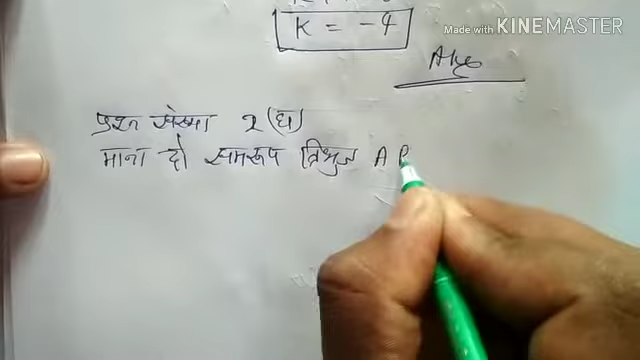 Made with KINEMASTER
K = -4
Ans
प्रश्न संख्या 2 (घ)
माना दो समरूप त्रिभुज A B